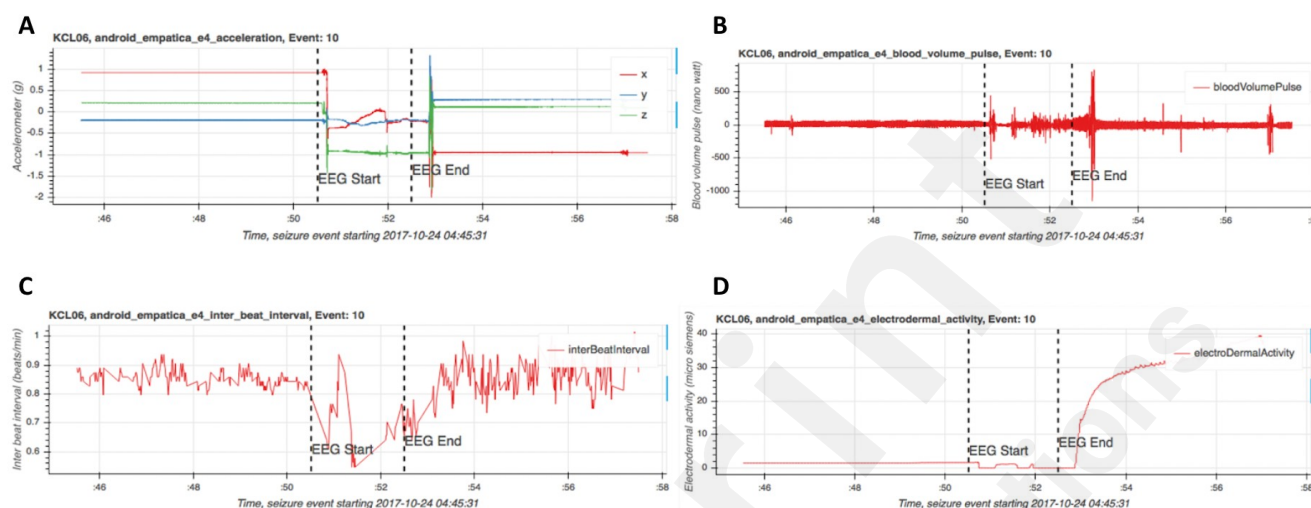 A
KCL06, android_empatica_e4_acceleration, Event: 10
Accelerometer (g)
1
0.5
0
-0.5
-1
-1.5
-2
x
y
z
EEG Start
EEG End
:46
:48
:50
:52
:54
:56
:58
Time, seizure event starting 2017-10-24 04:45:31
B
KCL06, android_empatica_e4_blood_volume_pulse, Event: 10
Blood volume pulse (nano watt)
500
0
-500
-1000
bloodVolumePulse
EEG Start
EEG End
:46
:48
:50
:52
:54
:56
Time, seizure event starting 2017-10-24 04:45:31
C
KCL06, android_empatica_e4_inter_beat_interval, Event: 10
Inter beat interval (beats/min)
1
0.9
0.8
0.7
0.6
interBeatInterval
EEG Start
EEG End
:46
:48
:50
:52
:54
:56
:58
Time, seizure event starting 2017-10-24 04:45:31
D
KCL06, android_empatica_e4_electrodermal_activity, Event: 10
Electrodermal activity (micro siemens)
40
30
20
10
0
electroDermalActivity
EEG Start
EEG End
:46
:48
:50
:52
:54
:56
:58
Time, seizure event starting 2017-10-24 04:45:31